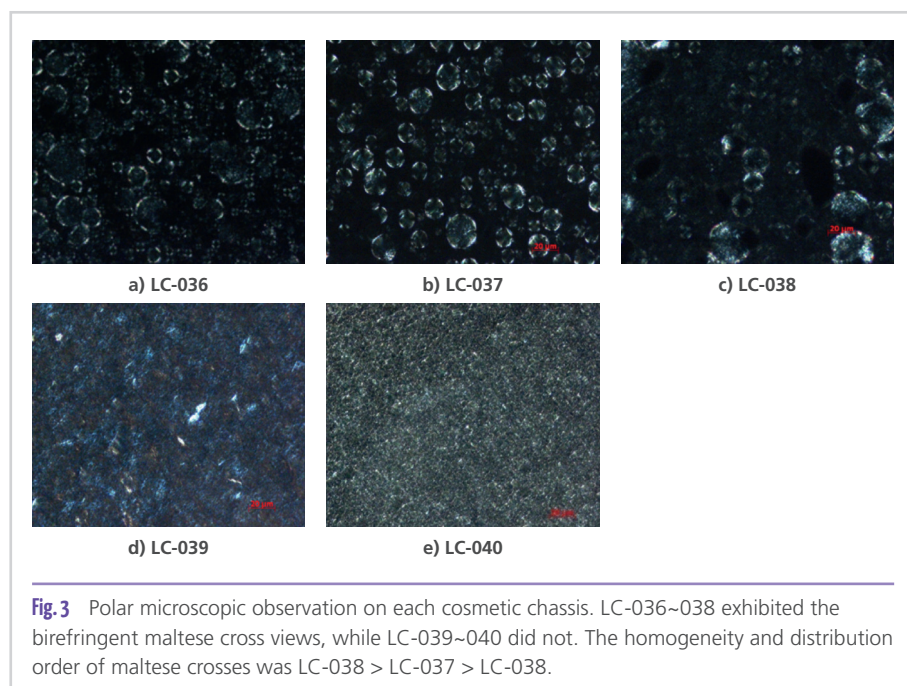 20 µm
20 µm
a) LC-036
b) LC-037
c) LC-038
20 µm
d) LC-039
e) LC-040
Fig. 3 Polar microscopic observation on each cosmetic chassis. LC-036~038 exhibited the
birefringent maltese cross views, while LC-039~040 did not. The homogeneity and distribution
order of maltese crosses was LC-038 > LC-037 > LC-038.